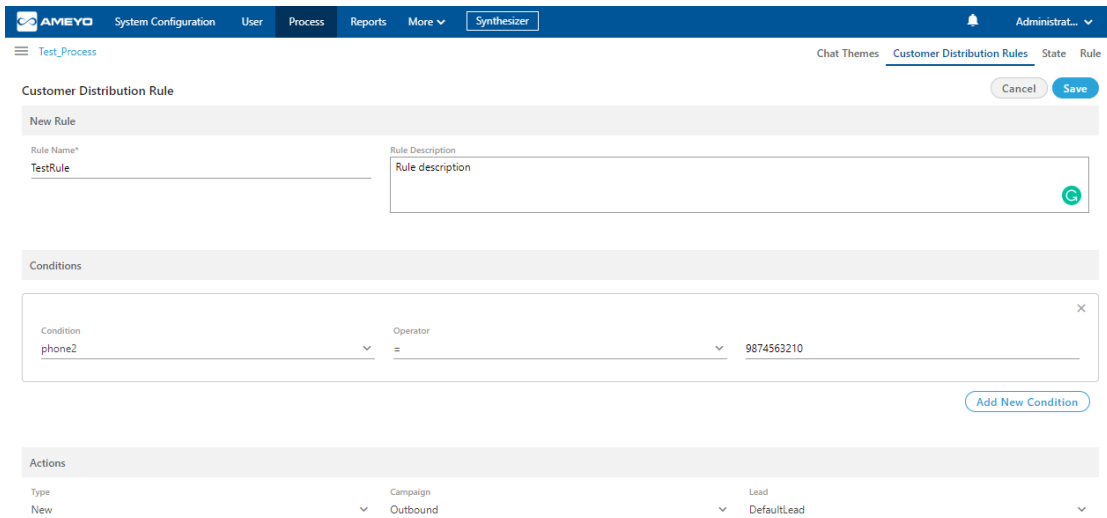 AMEYO System Configuration User Process Reports More Synthesizer Administrat...
Test_Process Chat Themes Customer Distribution Rules State Rule
Customer Distribution Rule Cancel Save
New Rule
Rule Name* Rule Description
TestRule Rule description
Conditions
Condition Operator
phone2 = 9874563210
Add New Condition
Actions
Type Campaign Lead
New Outbound DefaultLead